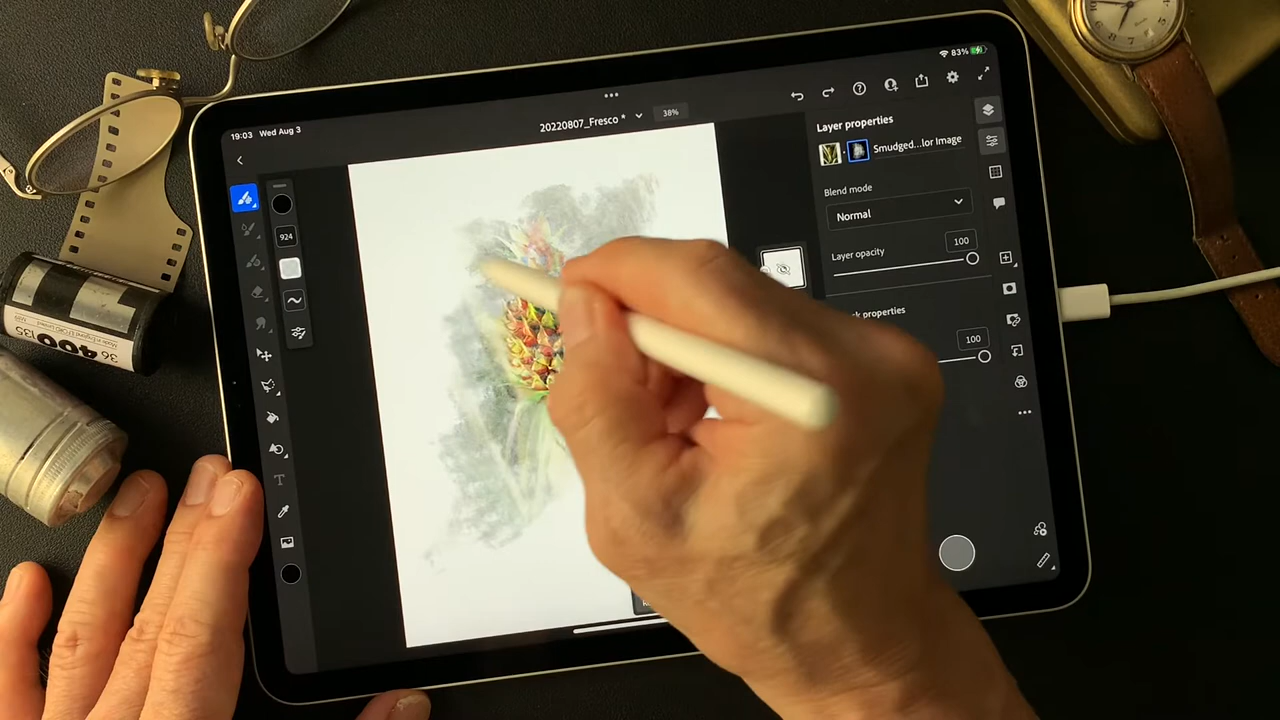 19:03 Wed Aug 3
83%
20220807_Fresco *
38%
Layer properties
Smudged...lor Image
924
Blend mode
Normal
Layer opacity
100
properties
100
T
36
400
135